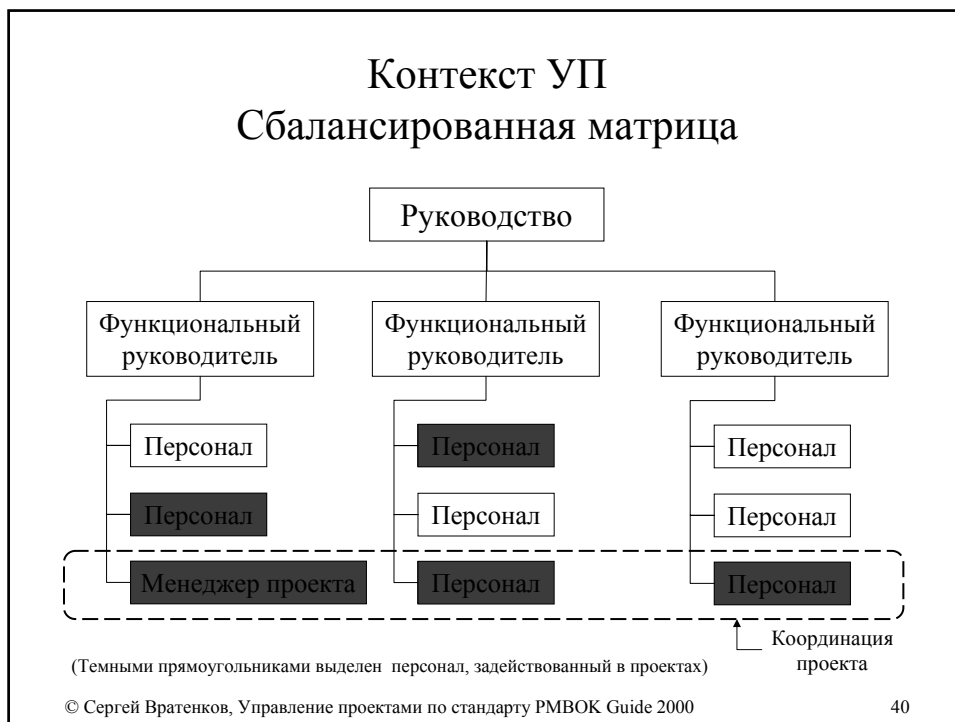 Контекст УП
Сбалансированная матрица
Руководство
Функциональный
руководитель
Функциональный
руководитель
Функциональный
руководитель
Персонал
Персонал
Персонал
Персонал
Персонал
Персонал
Менеджер проекта
Персонал
Персонал
Координация
проекта
(Темными прямоугольниками выделен персонал, задействованный в проектах)
© Сергей Вратенков, Управление проектами по стандарту PMBOK Guide 2000
40